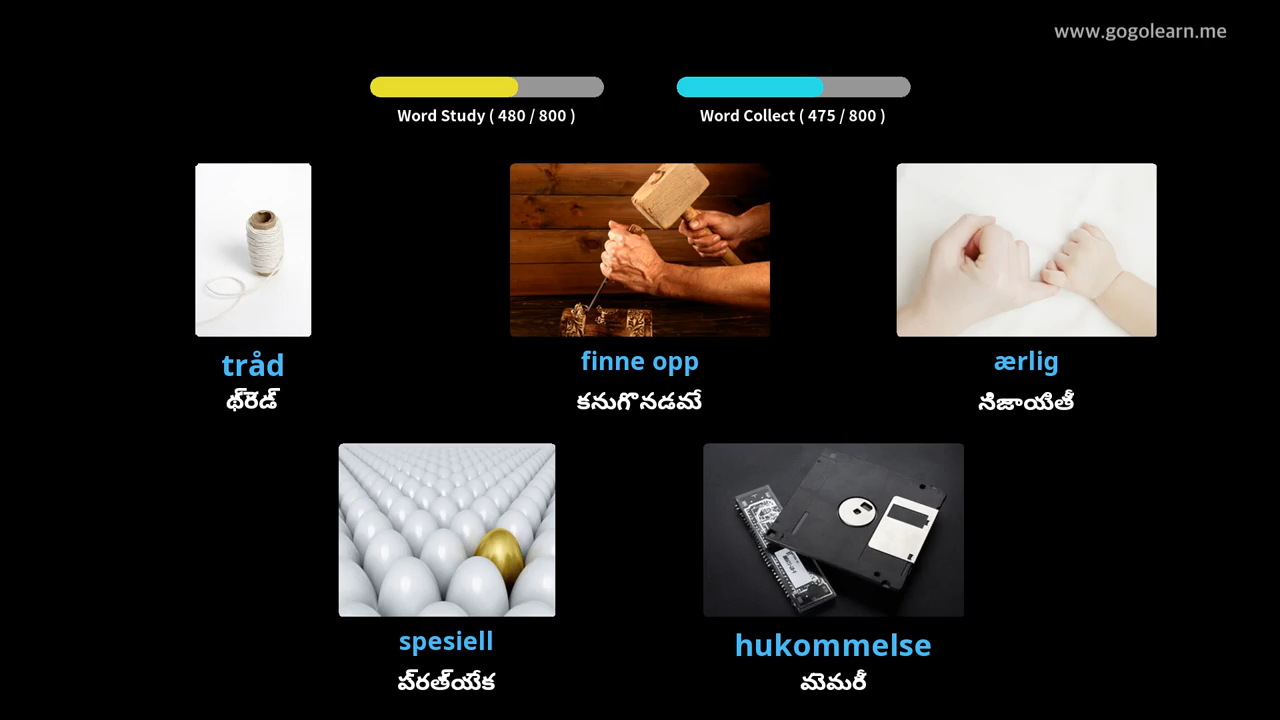 www.gogolearn.me
Word Study ( 480 / 800 )
Word Collect ( 475 / 800 )
tråd
థ్రెడ్
finne opp
కనుగొనడమే
ærlig
నిజాయితీ
spesiell
ప్రత్యేక
hukommelse
మెమరీ